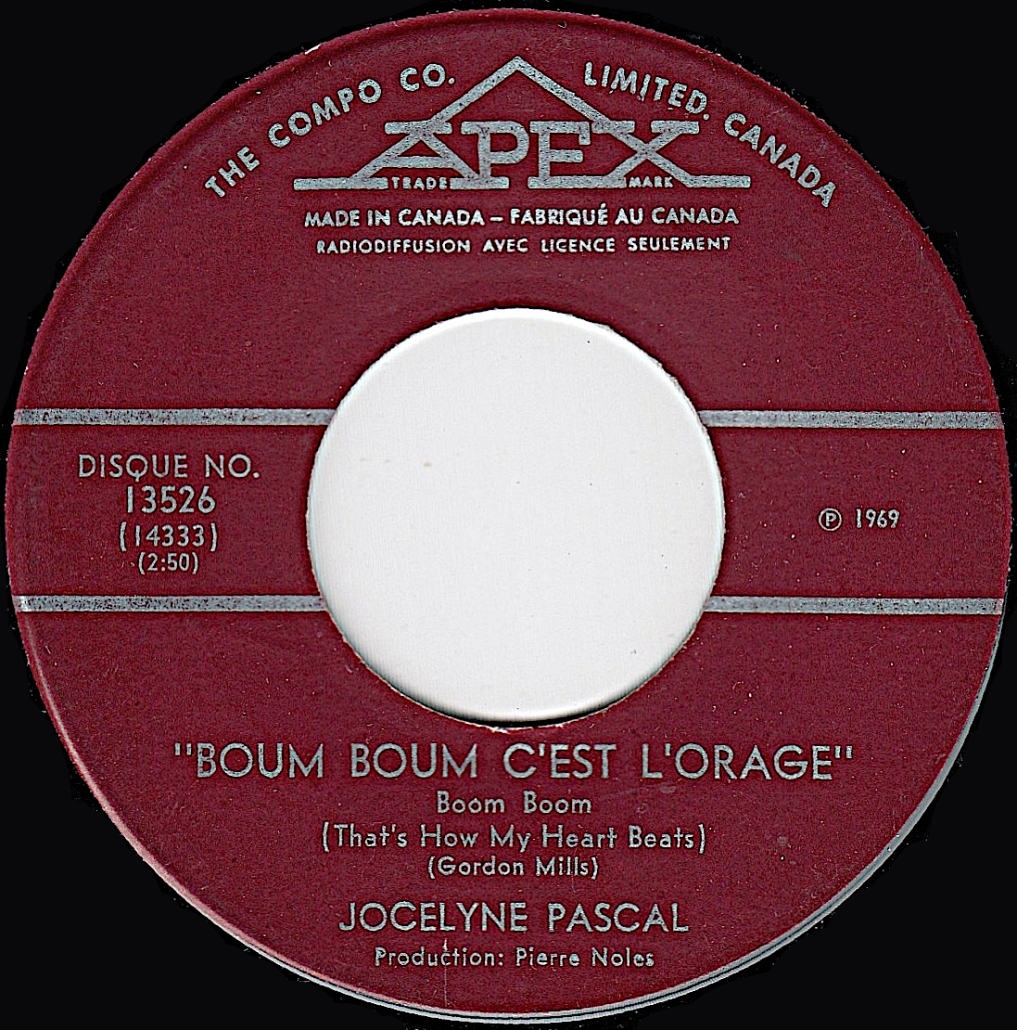 THE COMPO CO. LIMITED. CANADA
APEX
TRADE MARK
MADE IN CANADA – FABRIQUÉ AU CANADA
RADIODIFFUSION AVEC LICENCE SEULEMENT
DISQUE NO.
13526
(14333)
(2:50)
℗ 1969
"BOUM BOUM C'EST L'ORAGE"
Boom Boom
(That's How My Heart Beats)
(Gordon Mills)
JOCELYNE PASCAL
Production: Pierre Noles